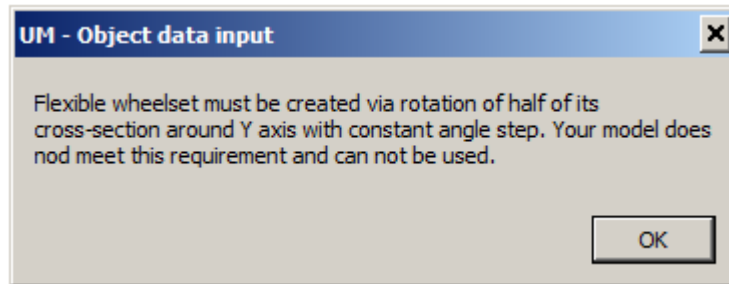 UM - Object data input
Flexible wheelset must be created via rotation of half of its
cross-section around Y axis with constant angle step. Your model does
nod meet this requirement and can not be used.
OK